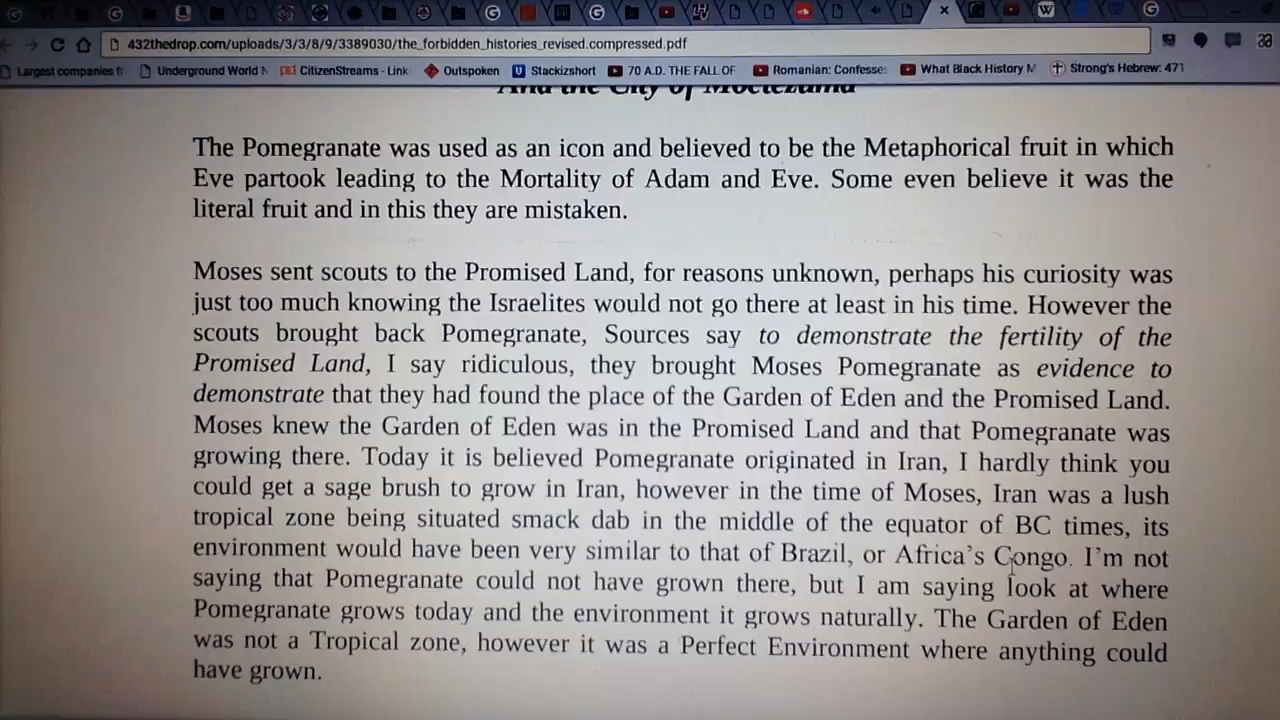 432thedrop.com/uploads/3/3/8/9/3389030/the_forbidden_histories_revised.compressed.pdf
Largest companies Underground World CitizenStreams - Link Outspoken Stackizshort 70 A.D. THE FALL OF Romanian: Confesse What Black History M Strong's Hebrew: 471
And the City of Moctezuma
The Pomegranate was used as an icon and believed to be the Metaphorical fruit in which
Eve partook leading to the Mortality of Adam and Eve. Some even believe it was the
literal fruit and in this they are mistaken.
Moses sent scouts to the Promised Land, for reasons unknown, perhaps his curiosity was
just too much knowing the Israelites would not go there at least in his time. However the
scouts brought back Pomegranate, Sources say to demonstrate the fertility of the
Promised Land, I say ridiculous, they brought Moses Pomegranate as evidence to
demonstrate that they had found the place of the Garden of Eden and the Promised Land.
Moses knew the Garden of Eden was in the Promised Land and that Pomegranate was
growing there. Today it is believed Pomegranate originated in Iran, I hardly think you
could get a sage brush to grow in Iran, however in the time of Moses, Iran was a lush
tropical zone being situated smack dab in the middle of the equator of BC times, its
environment would have been very similar to that of Brazil, or Africa's Congo. I'm not
saying that Pomegranate could not have grown there, but I am saying look at where
Pomegranate grows today and the environment it grows naturally. The Garden of Eden
was not a Tropical zone, however it was a Perfect Environment where anything could
have grown.